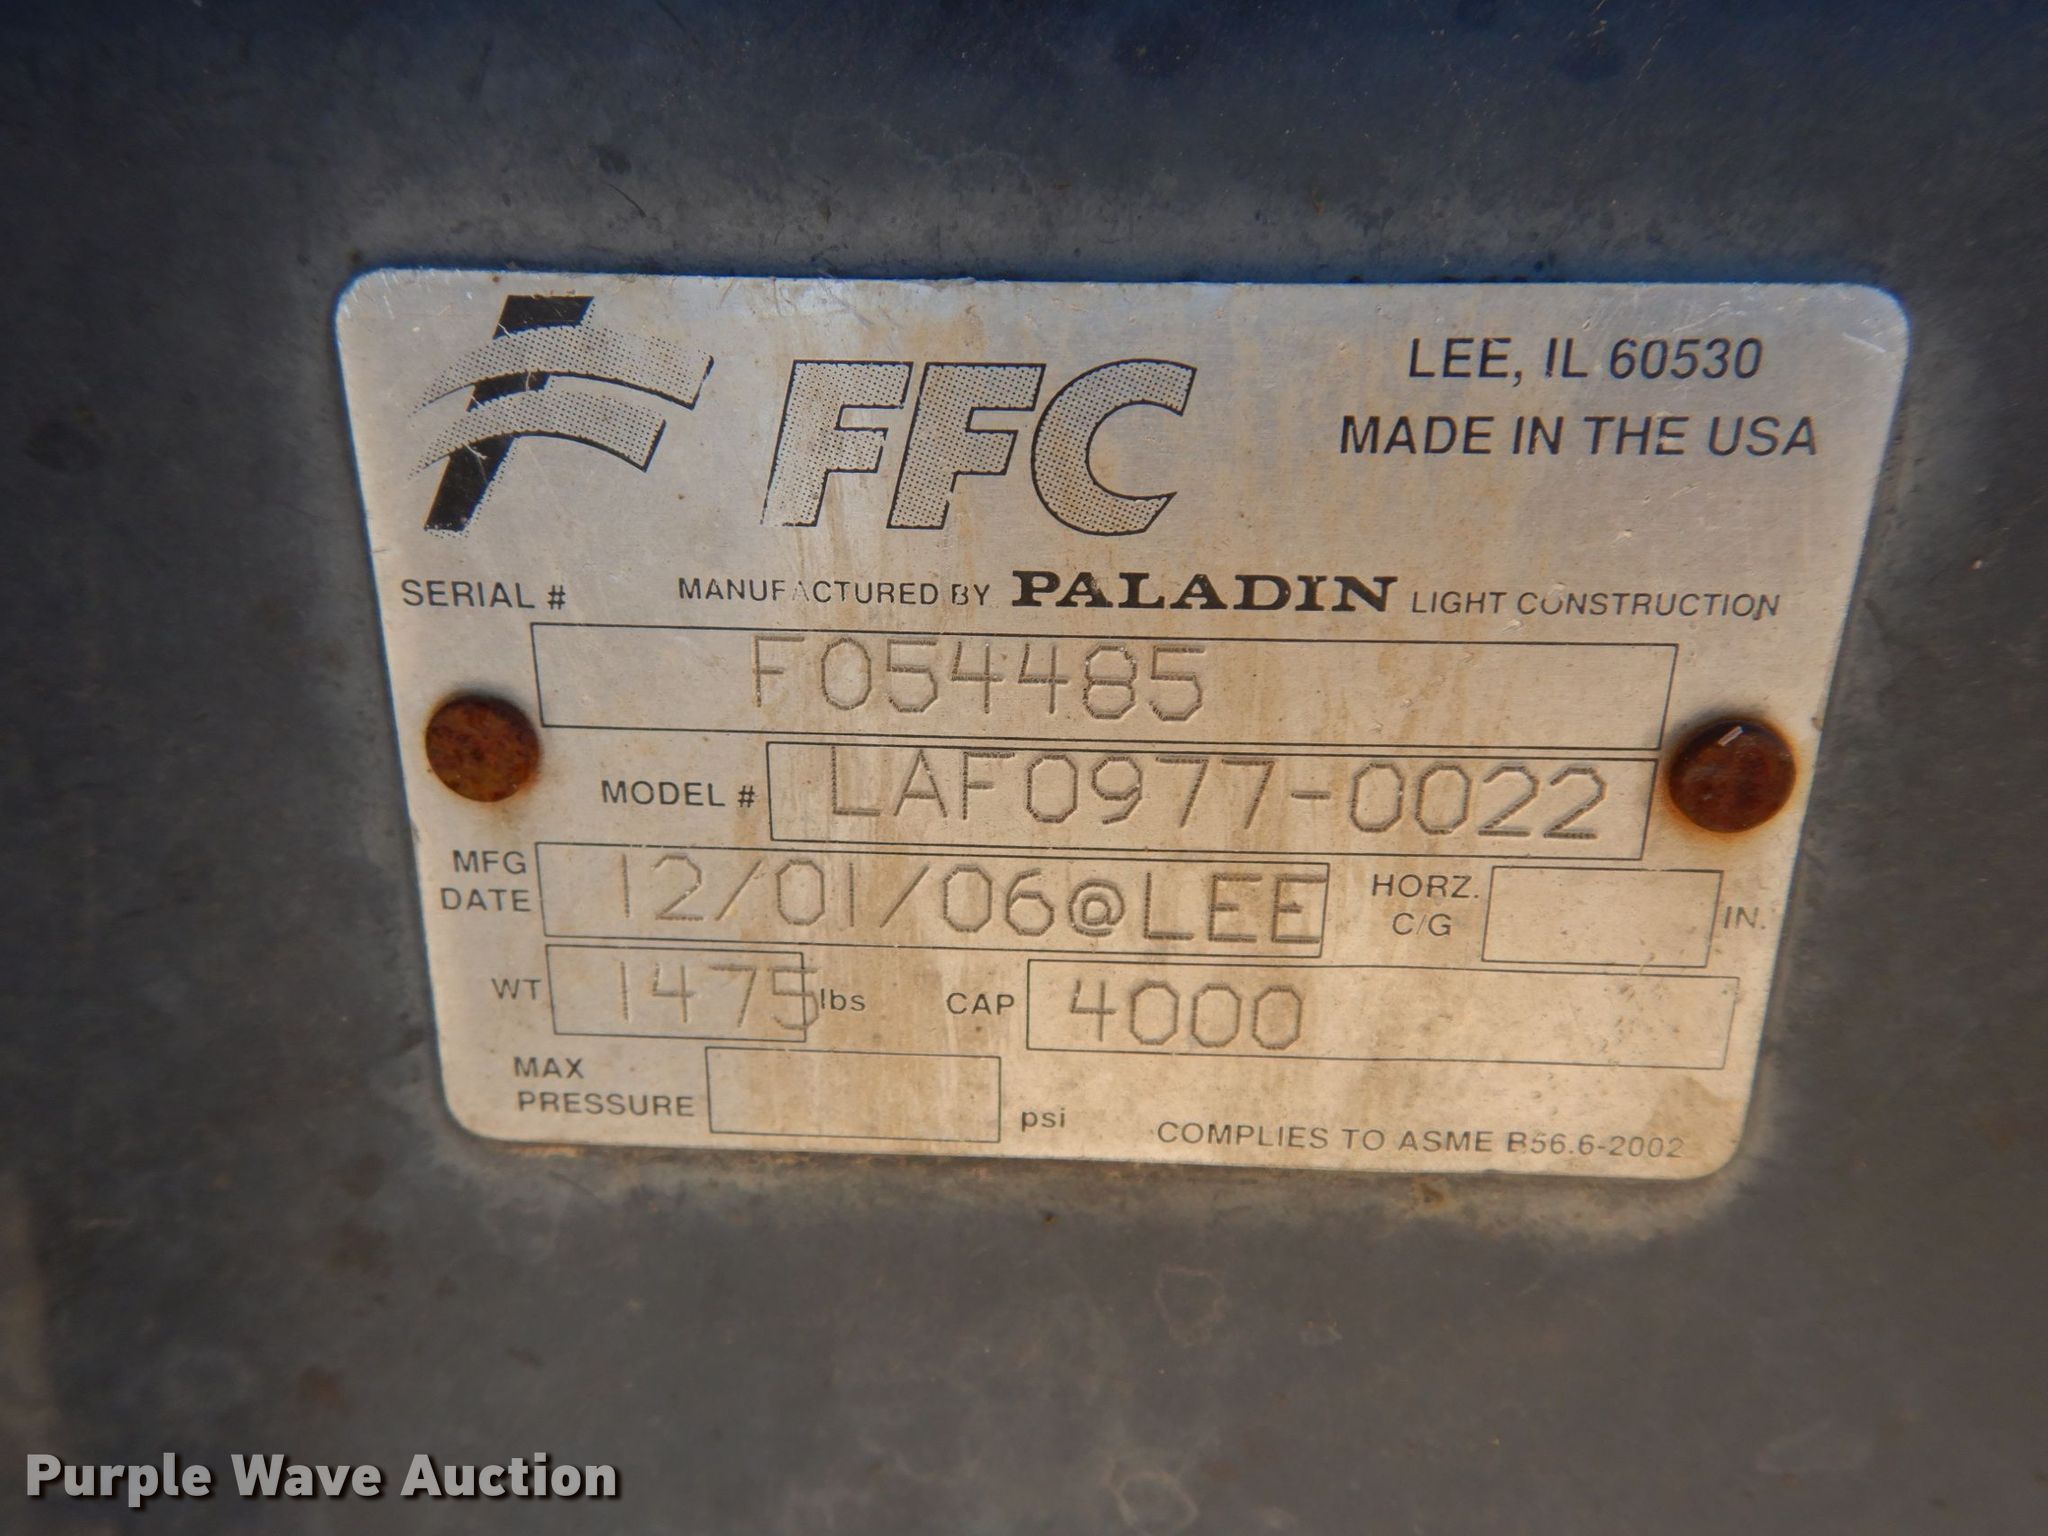 FFC
LEE, IL 60530
MADE IN THE USA
SERIAL #
MANUFACTURED BY PALADIN LIGHT CONSTRUCTION
F054485
MODEL # LAF0977-0022
MFG DATE 12/01/06@LEE HORZ. C/G IN.
WT 1475 lbs CAP 4000
MAX PRESSURE psi
COMPLIES TO ASME B56.6-2002
Purple Wave Auction